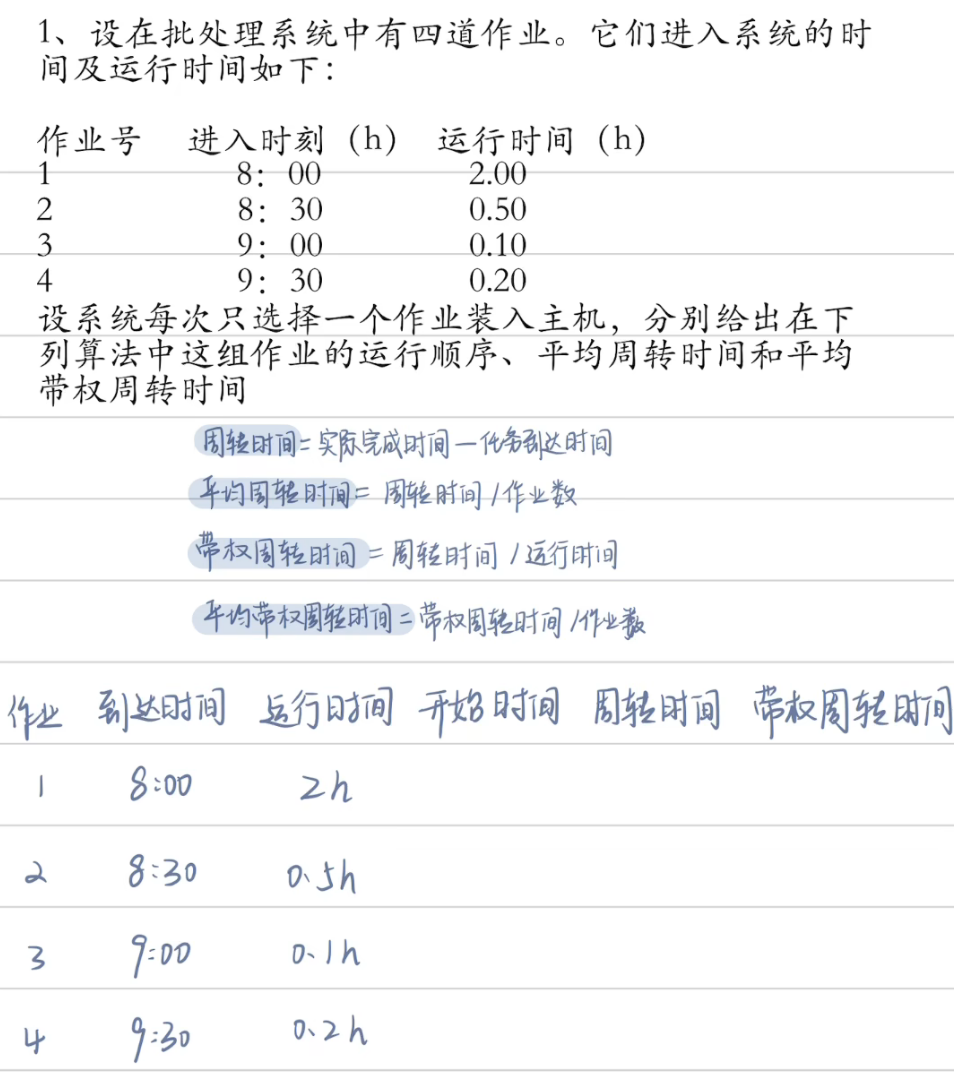 1、设在批处理系统中有四道作业。它们进入系统的时
间及运行时间如下：
作业号 进入时刻（h） 运行时间（h）
1 8：00 2.00
2 8：30 0.50
3 9：00 0.10
4 9：30 0.20
设系统每次只选择一个作业装入主机，分别给出在下
列算法中这组作业的运行顺序、平均周转时间和平均
带权周转时间
周转时间=实际完成时间-任务到达时间
平均周转时间=周转时间/作业数
带权周转时间=周转时间/运行时间
平均带权周转时间=带权周转时间/作业数
作业 到达时间 运行时间 开始时间 周转时间 带权周转时间
1 8:00 2h
2 8:30 0.5h
3 9:00 0.1h
4 9:30 0.2h